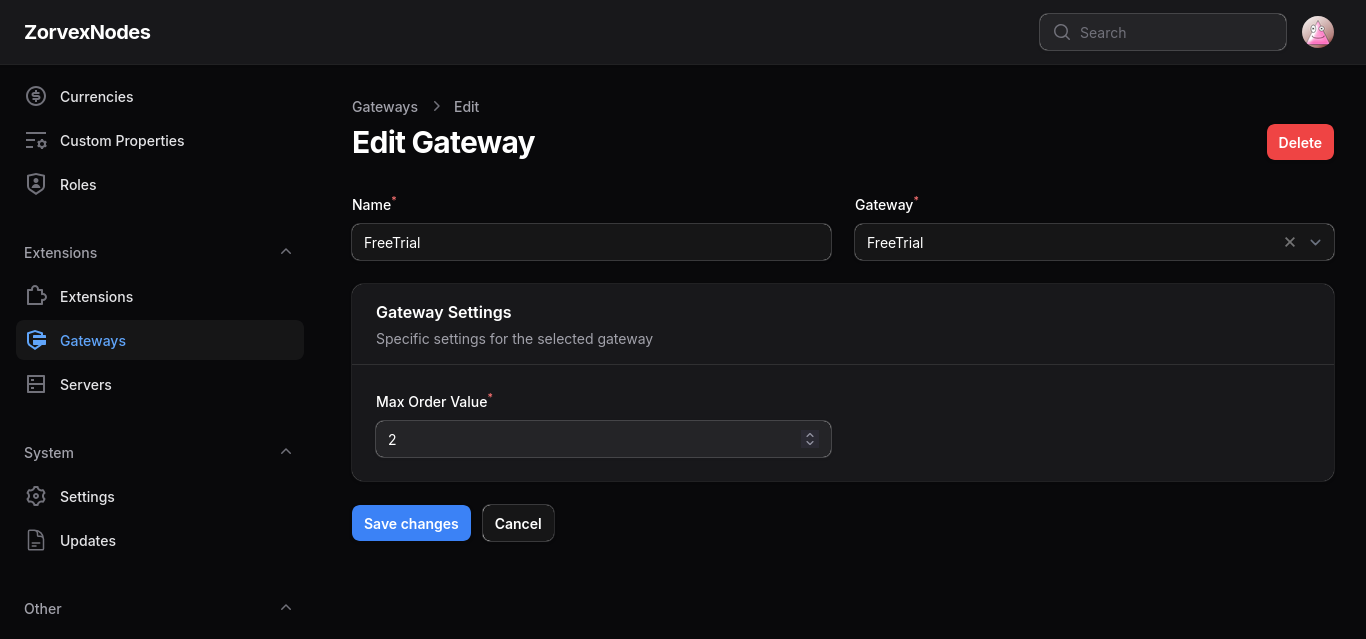 ZorvexNodes
Search
Currencies
Custom Properties
Roles
Extensions
Extensions
Gateways
Servers
System
Settings
Updates
Other
Gateways > Edit
Edit Gateway
Delete
Name*
FreeTrial
Gateway*
FreeTrial
Gateway Settings
Specific settings for the selected gateway
Max Order Value*
2
Save changes
Cancel